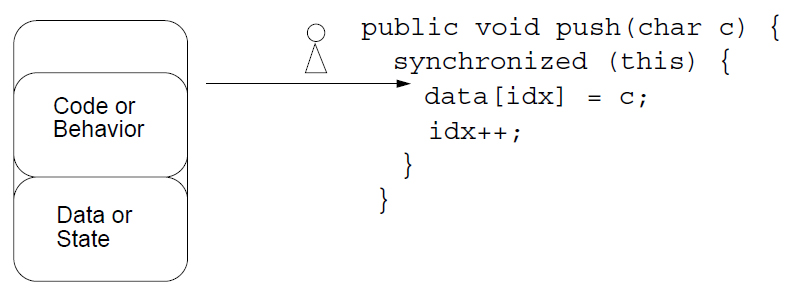 Code or
Behavior
Data or
State
public void push(char c) {
synchronized (this) {
data[idx] = c;
idx++;
}
}